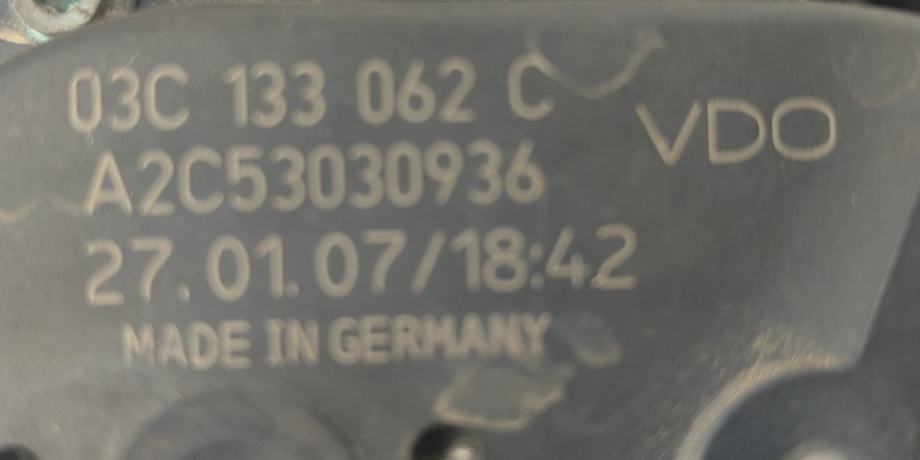 03C 133 062 C
VDO
A2C53030936
27.01.07/18:42
MADE IN GERMANY